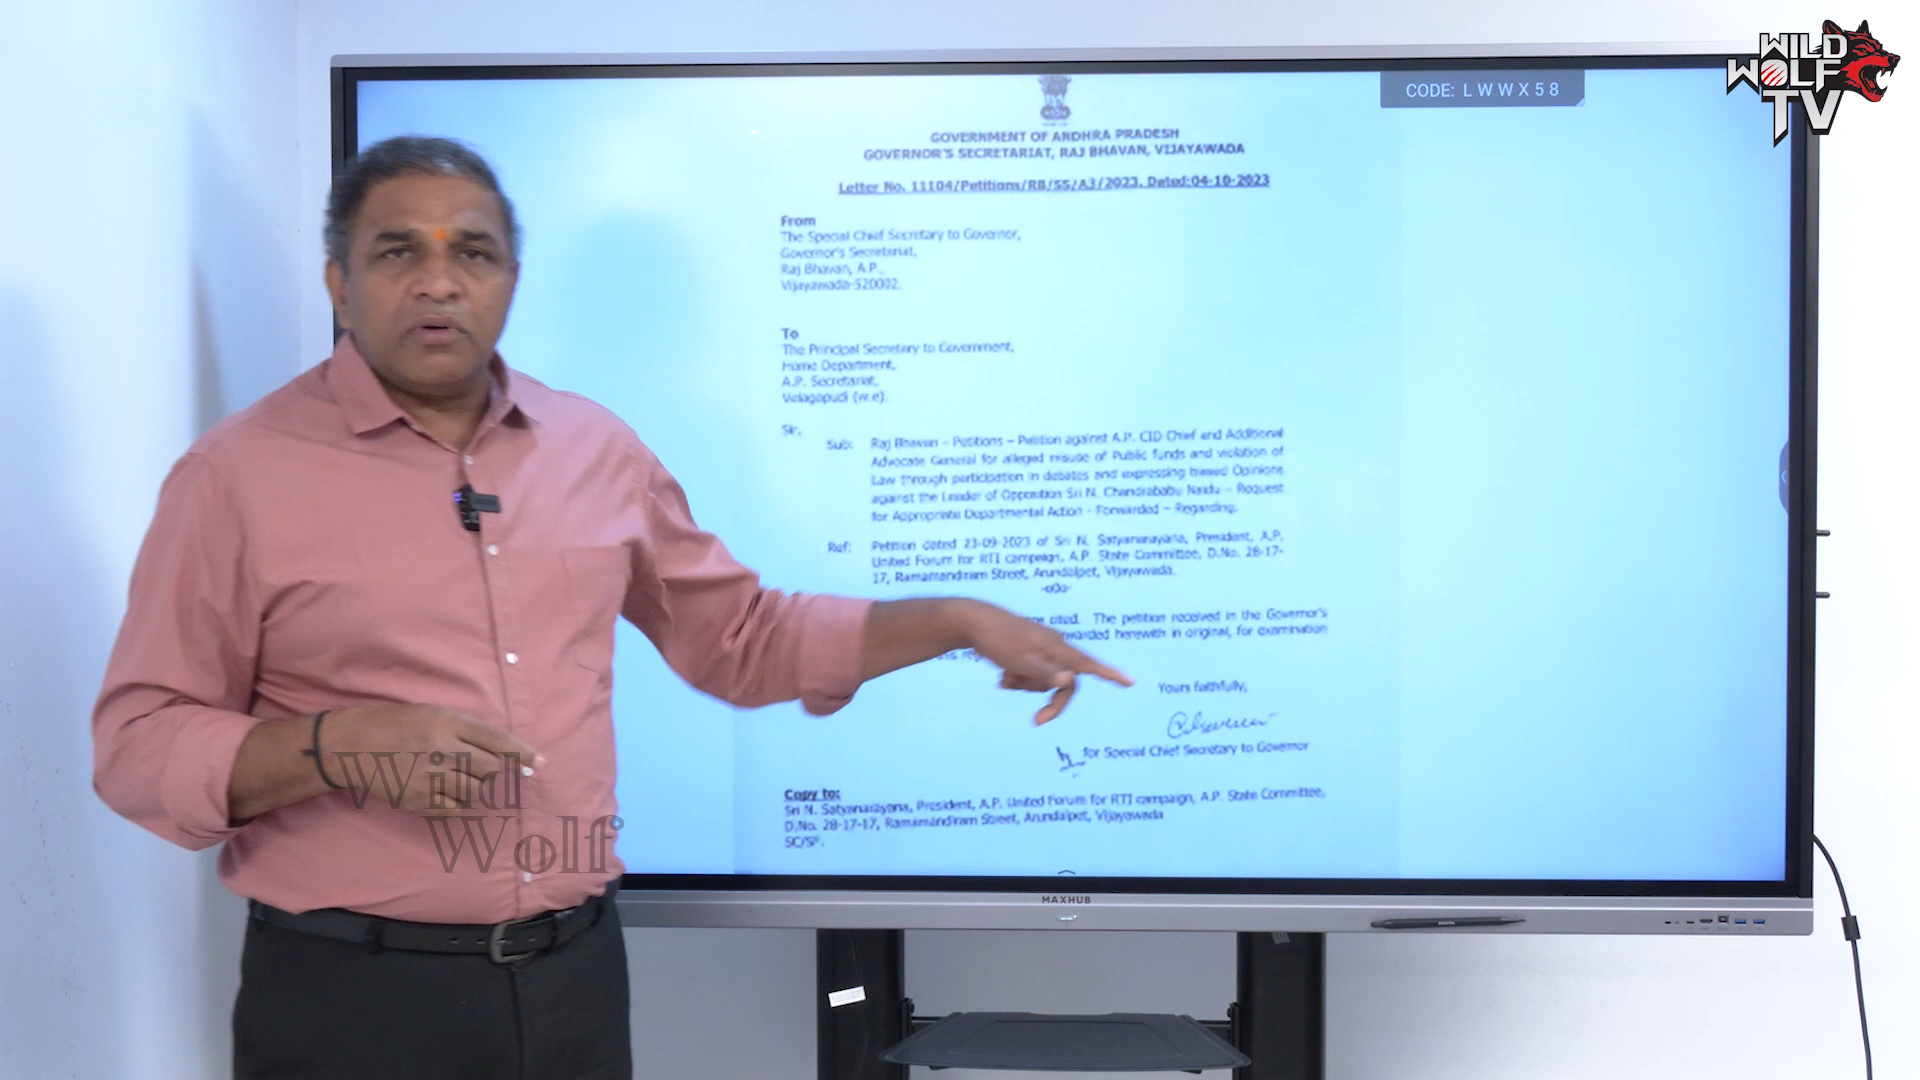 WILD
WOLF
TV
CODE: LWWX58
GOVERNMENT OF ANDHRA PRADESH
GOVERNOR'S SECRETARIAT, RAJ BHAVAN, VIJAYAWADA
Letter No. 11104/Petitions/RB/SS/A3/2023, Dated:04-10-2023
From
The Special Chief Secretary to Governor,
Governor's Secretariat,
Raj Bhavan, A.P.,
Vijayawada-520002.
To
The Principal Secretary to Government,
Home Department,
A.P. Secretariat,
Velagapudi (w.e).
Sir,
Sub: Raj Bhavan – Petitions – Petition against A.P. CID Chief and Additional
Advocate General for alleged misuse of Public funds and violation of
Law through participation in debates and expressing biased Opinions
against the Leader of Opposition Sri N. Chandrababu Naidu – Request
for Appropriate Departmental Action - Forwarded – Regarding.
Ref: Petition dated 23-09-2023 of Sri N. Satyanarayana, President, A.P.
United Forum for RTI campaign, A.P. State Committee, D.No. 28-17-
17, Ramamandiram Street, Arundalpet, Vijayawada.
-o0o-
cited. The petition received in the Governor's
herewith in original, for examination
Yours faithfully,
for Special Chief Secretary to Governor
Copy to:
Sri N. Satyanarayana, President, A.P. United Forum for RTI campaign, A.P. State Committee,
D.No. 28-17-17, Ramamandiram Street, Arundalpet, Vijayawada
SC/SF.
MAXHUB
Wild
Wolf